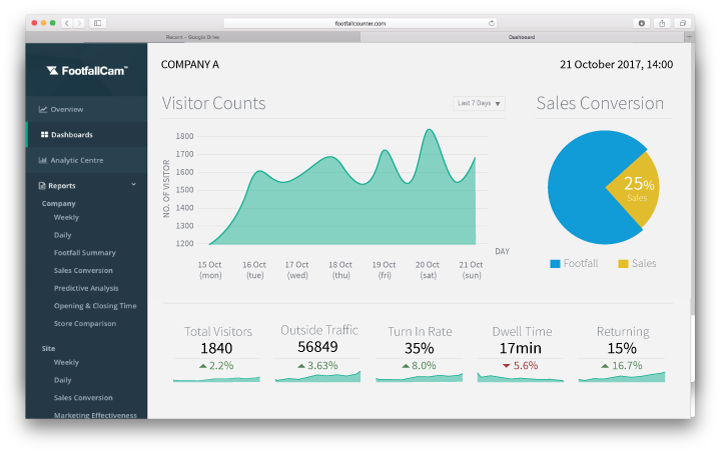 footfallcounter.com
Recent – Google Drive
Dashboard
FootfallCam™
COMPANY A
21 October 2017, 14:00
Overview
Dashboards
Analytic Centre
Reports
Company
Weekly
Daily
Footfall Summary
Sales Conversion
Predictive Analysis
Opening & Closing Time
Store Comparison
Site
Weekly
Daily
Sales Conversion
Marketing Effectiveness
Visitor Counts
Last 7 Days
NO. OF VISITOR
1800
1700
1600
1500
1400
1300
1200
DAY
15 Oct 16 Oct 17 Oct 18 Oct 19 Oct 20 Oct 21 Oct
(mon) (tue) (wed) (thu) (fri) (sat) (sun)
Sales Conversion
25%
Sales
Footfall Sales
Total Visitors Outside Traffic Turn In Rate Dwell Time Returning
1840 56849 35% 17min 15%
2.2% 3.63% 8.0% 5.6% 16.7%